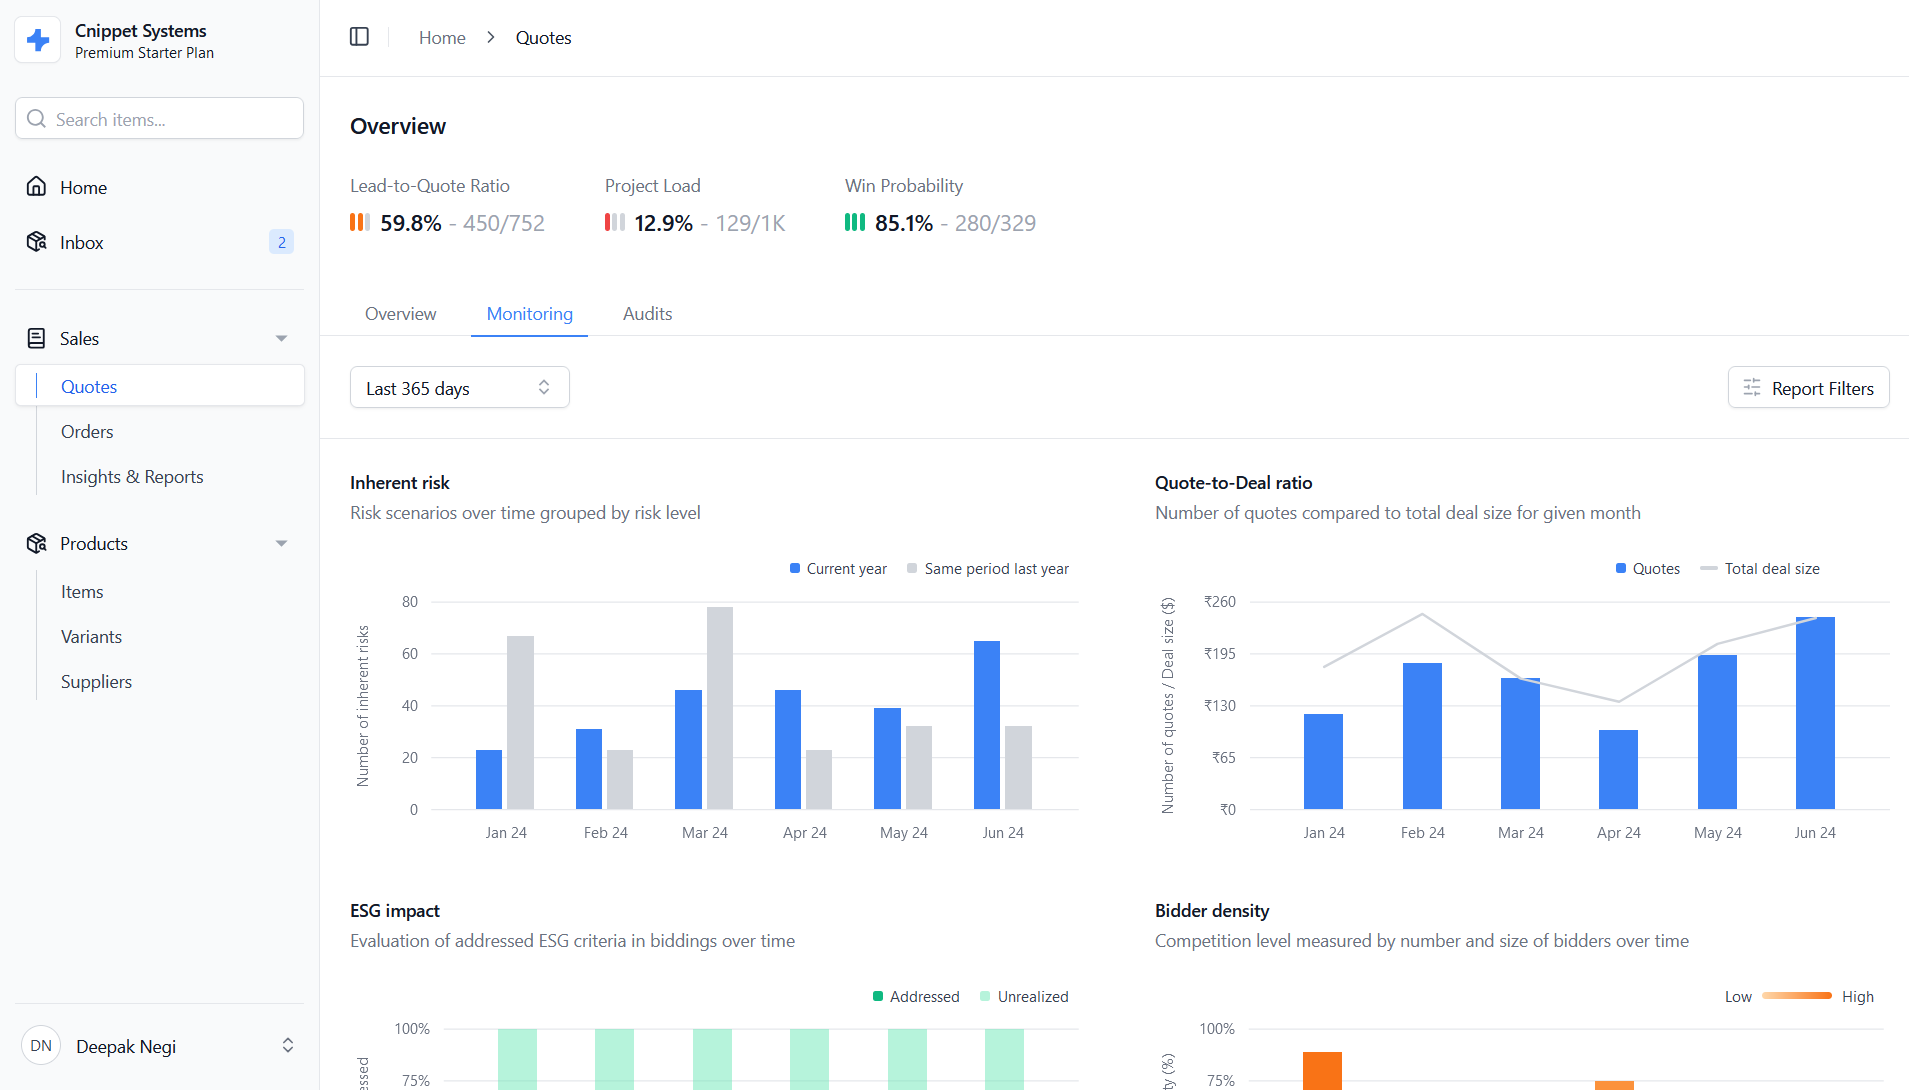 Cnippet Systems
Premium Starter Plan
Search items...
Home
Inbox
2
Sales
Quotes
Orders
Insights & Reports
Products
Items
Variants
Suppliers
DN
Deepak Negi
Home
Quotes
Overview
Lead-to-Quote Ratio
59.8% - 450/752
Project Load
12.9% - 129/1K
Win Probability
85.1% - 280/329
Overview
Monitoring
Audits
Last 365 days
Report Filters
Inherent risk
Risk scenarios over time grouped by risk level
Current year
Same period last year
Number of inherent risks
80
60
40
20
0
Jan 24
Feb 24
Mar 24
Apr 24
May 24
Jun 24
Quote-to-Deal ratio
Number of quotes compared to total deal size for given month
Quotes
Total deal size
Number of quotes / Deal size ($)
₹260
₹195
₹130
₹65
₹0
Jan 24
Feb 24
Mar 24
Apr 24
May 24
Jun 24
ESG impact
Evaluation of addressed ESG criteria in biddings over time
Addressed
Unrealized
100%
75%
Bidder density
Competition level measured by number and size of bidders over time
Low
High
100%
75%